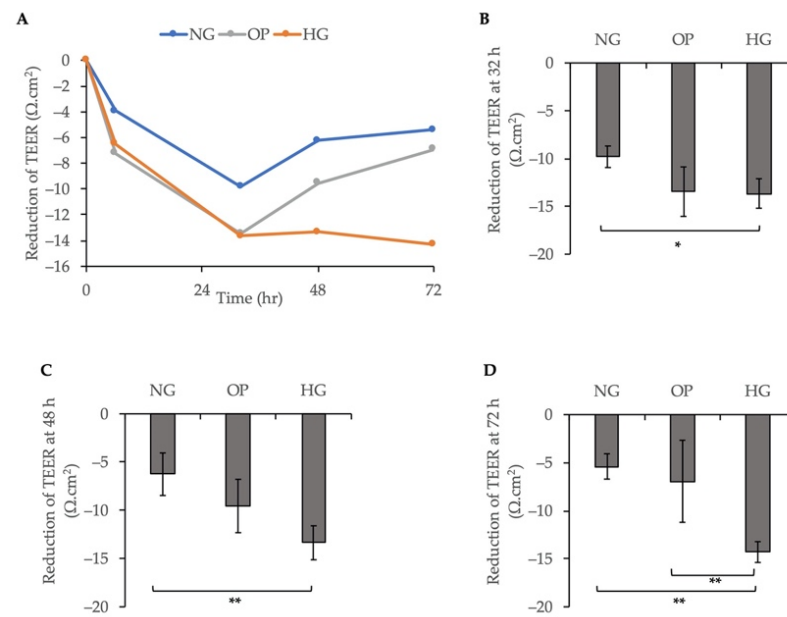 A
NG OP HG
Reduction of TEER (Ω.cm²)
0
−2
−4
−6
−8
−10
−12
−14
−16
0 24 48 72
Time (hr)
B
NG OP HG
Reduction of TEER at 32 h
(Ω.cm²)
0
−5
−10
−15
−20
*
C
NG OP HG
Reduction of TEER at 48 h
(Ω.cm²)
0
−5
−10
−15
−20
**
D
NG OP HG
Reduction of TEER at 72 h
(Ω.cm²)
0
−5
−10
−15
−20
**
**